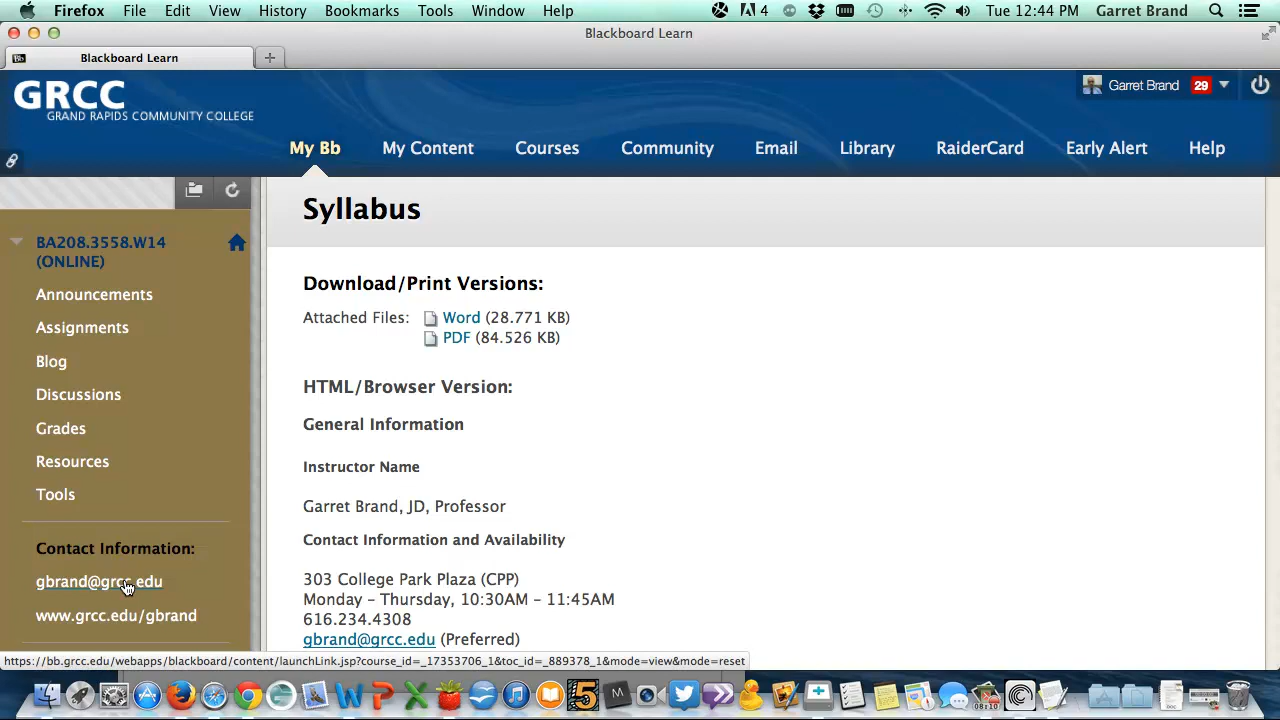 Firefox File Edit View History Bookmarks Tools Window Help 4 Tue 12:44 PM Garret Brand
Blackboard Learn
Bb Blackboard Learn
GRCC
GRAND RAPIDS COMMUNITY COLLEGE
Garret Brand 29
My Bb My Content Courses Community Email Library RaiderCard Early Alert Help
Syllabus
BA208.3558.W14
(ONLINE)
Announcements
Assignments
Blog
Discussions
Grades
Resources
Tools
Contact Information:
gbrand@grcc.edu
www.grcc.edu/gbrand
Download/Print Versions:
Attached Files: Word (28.771 KB)
PDF (84.526 KB)
HTML/Browser Version:
General Information
Instructor Name
Garret Brand, JD, Professor
Contact Information and Availability
303 College Park Plaza (CPP)
Monday – Thursday, 10:30AM – 11:45AM
616.234.4308
gbrand@grcc.edu (Preferred)
https://bb.grcc.edu/webapps/blackboard/content/launchLink.jsp?course_id=_17353706_1&toc_id=_889378_1&mode=view&mode=reset